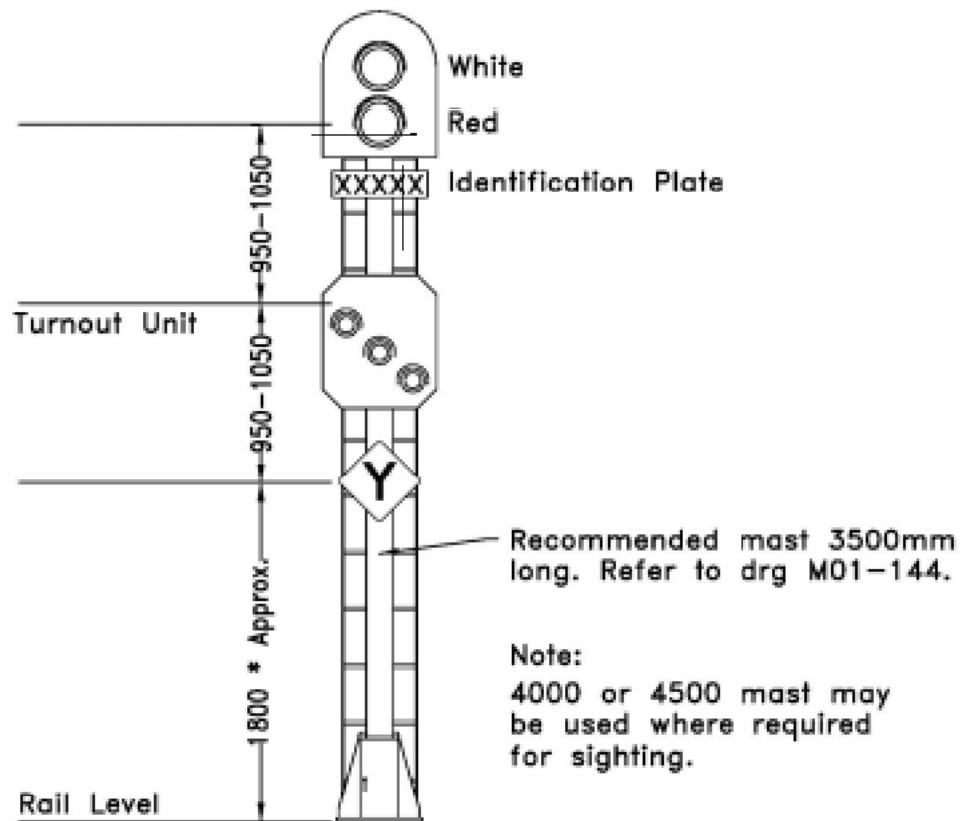 White
Red
XXXXX
Identification Plate
950-1050
Turnout Unit
950-1050
Y
Recommended mast 3500mm
long. Refer to drg M01-144.
1800 * Approx.
Note:
4000 or 4500 mast may
be used where required
for sighting.
Rail Level